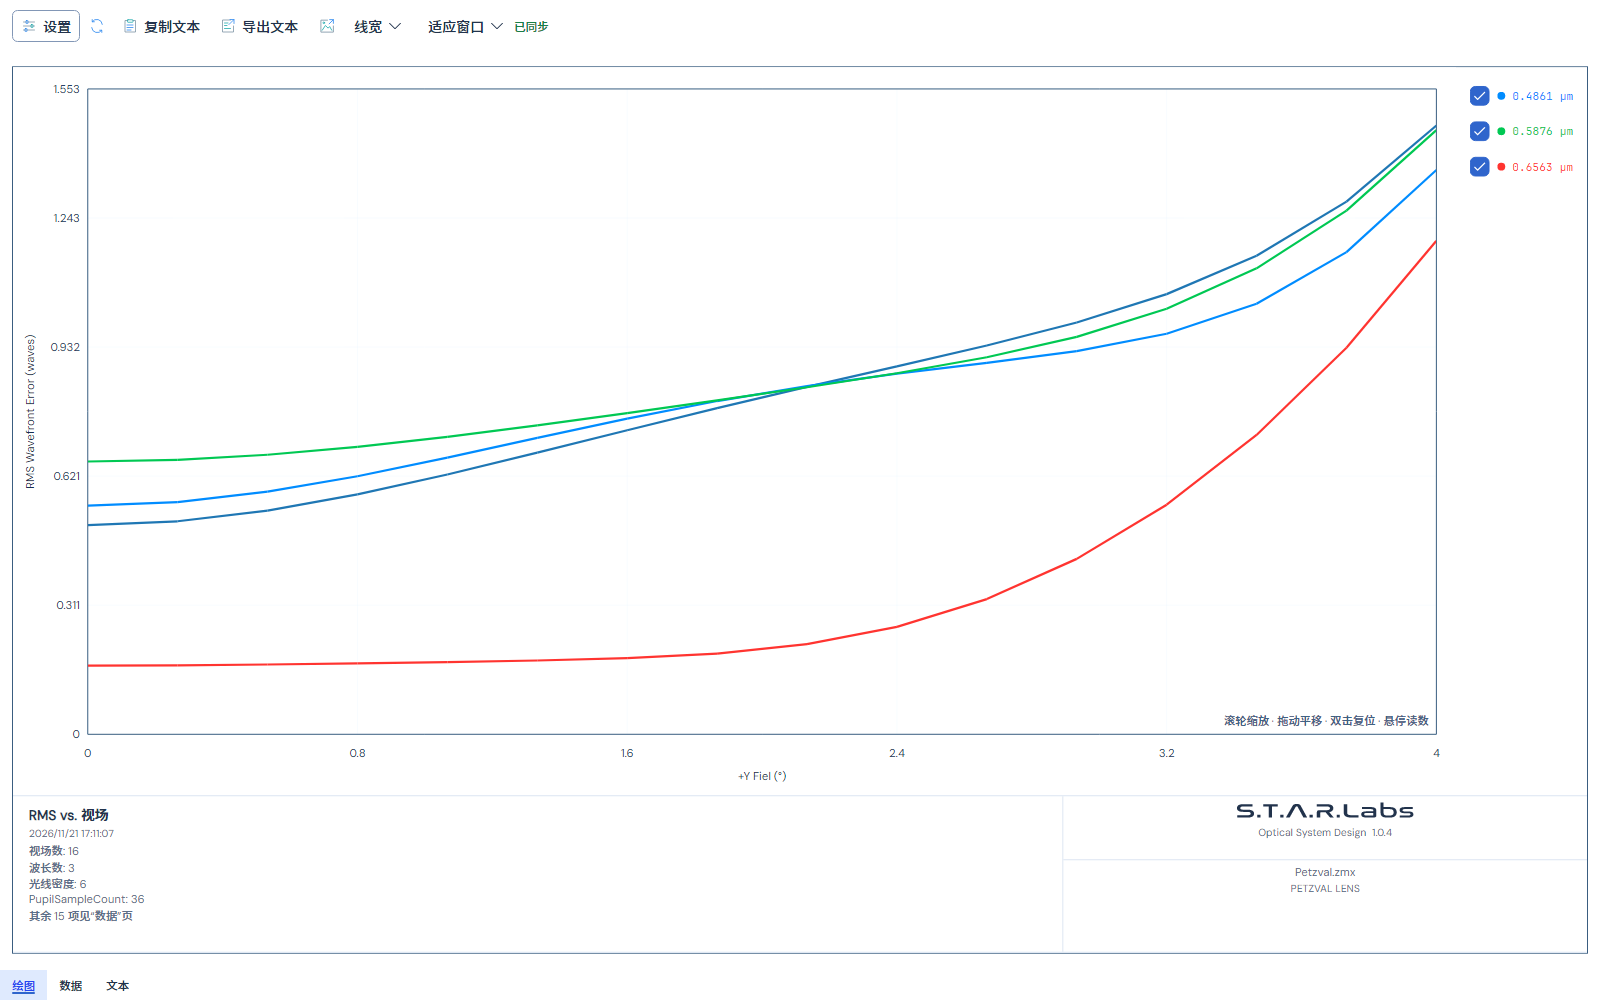 设置 复制文本 导出文本 线宽 适应窗口 已同步
1.553
1.243
0.932
0.621
0.311
0
RMS Wavefront Error (waves)
0.4861 µm
0.5876 µm
0.6563 µm
滚轮缩放 · 拖动平移 · 双击复位 · 悬停读数
0 0.8 1.6 2.4 3.2 4
+Y Fiel (°)
RMS vs. 视场
2026/11/21 17:11:07
视场数: 16
波长数: 3
光线密度: 6
PupilSampleCount: 36
其余 15 项见“数据”页
S.T.A.R.Labs
Optical System Design 1.0.4
Petzval.zmx
PETZVAL LENS
绘图 数据 文本